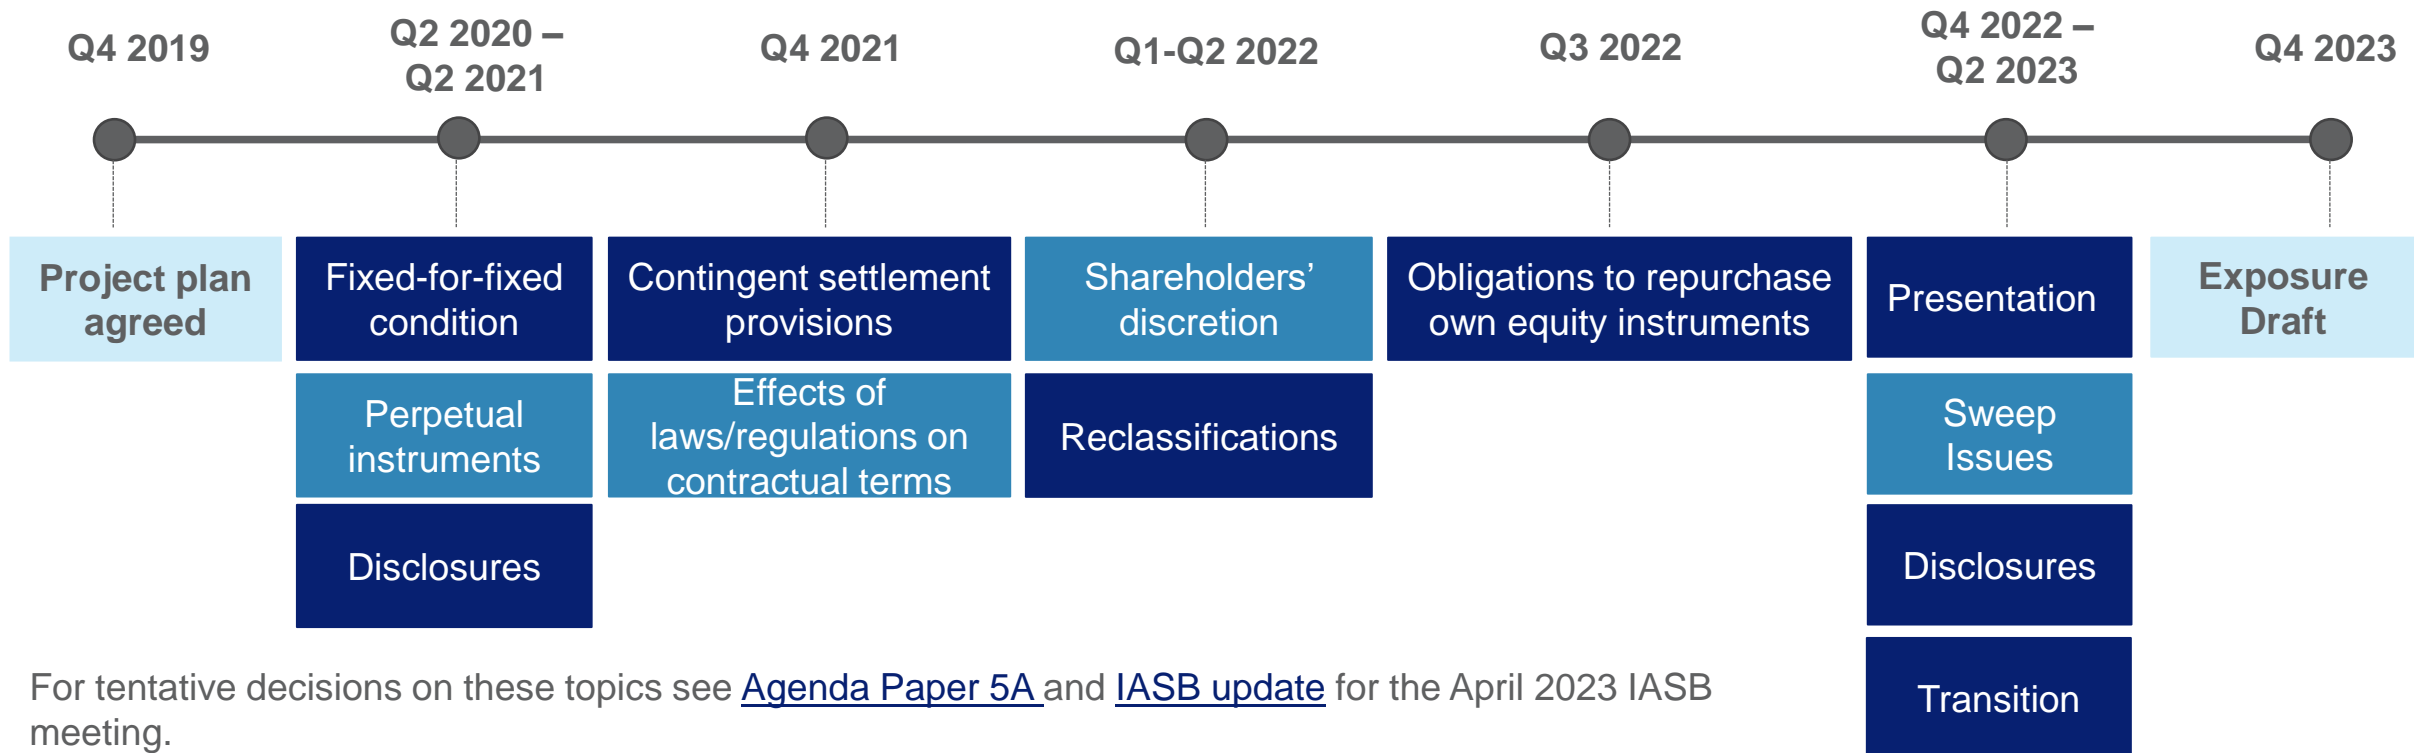 Q4 2019
Q2 2020 –
Q2 2021
Q4 2021
Q1-Q2 2022
Q3 2022
Q4 2022 –
Q2 2023
Q4 2023
Project plan
agreed
Fixed-for-fixed
condition
Contingent settlement
provisions
Shareholders’
discretion
Obligations to repurchase
own equity instruments
Presentation
Exposure
Draft
Perpetual
instruments
Effects of
laws/regulations on
contractual terms
Reclassifications
Sweep
Issues
Disclosures
Disclosures
Transition
For tentative decisions on these topics see Agenda Paper 5A and IASB update for the April 2023 IASB
meeting.